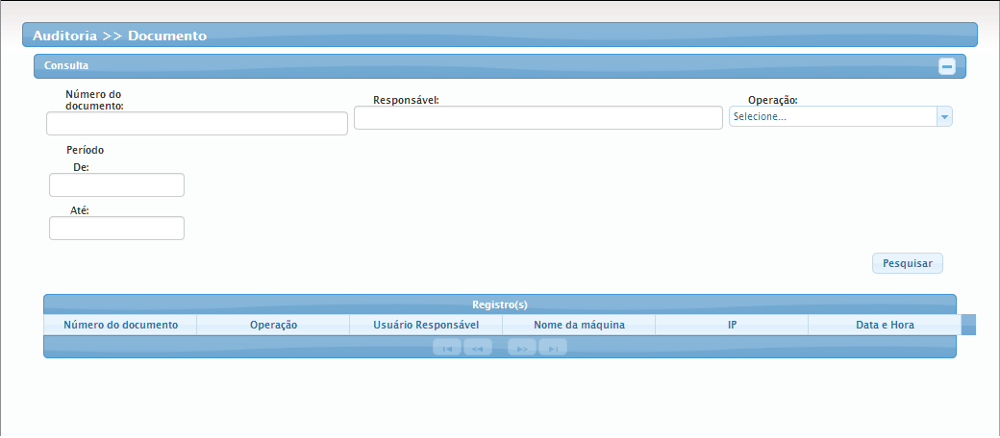 Auditoria >> Documento
Consulta
Número do
documento:
Responsável:
Operação:
Selecione...
Período
De:
Até:
Pesquisar
Registro(s)
Número do documento Operação Usuário Responsável Nome da máquina IP Data e Hora